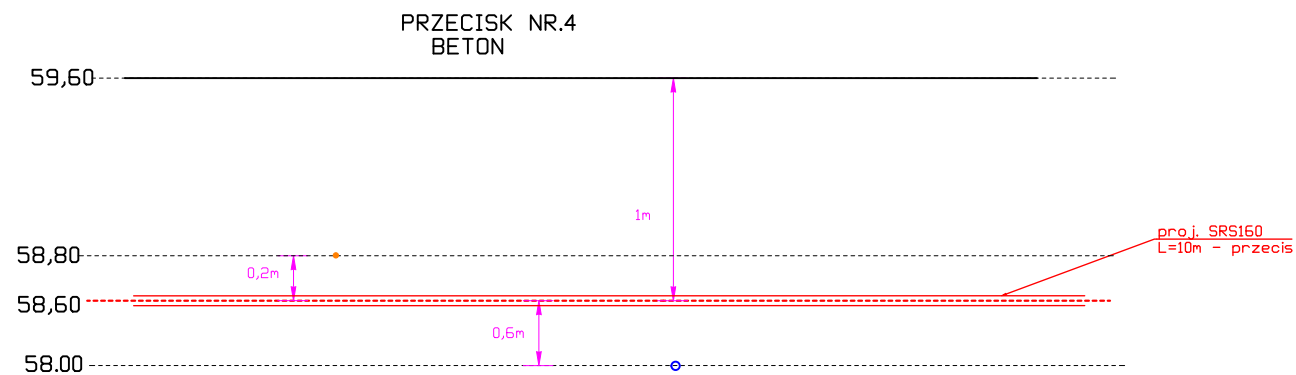 PRZECISK NR.4
BETON
59,60
1m
58,80
0,2m
proj. SRS160
L=10m - przecis
58,60
0,6m
58.00